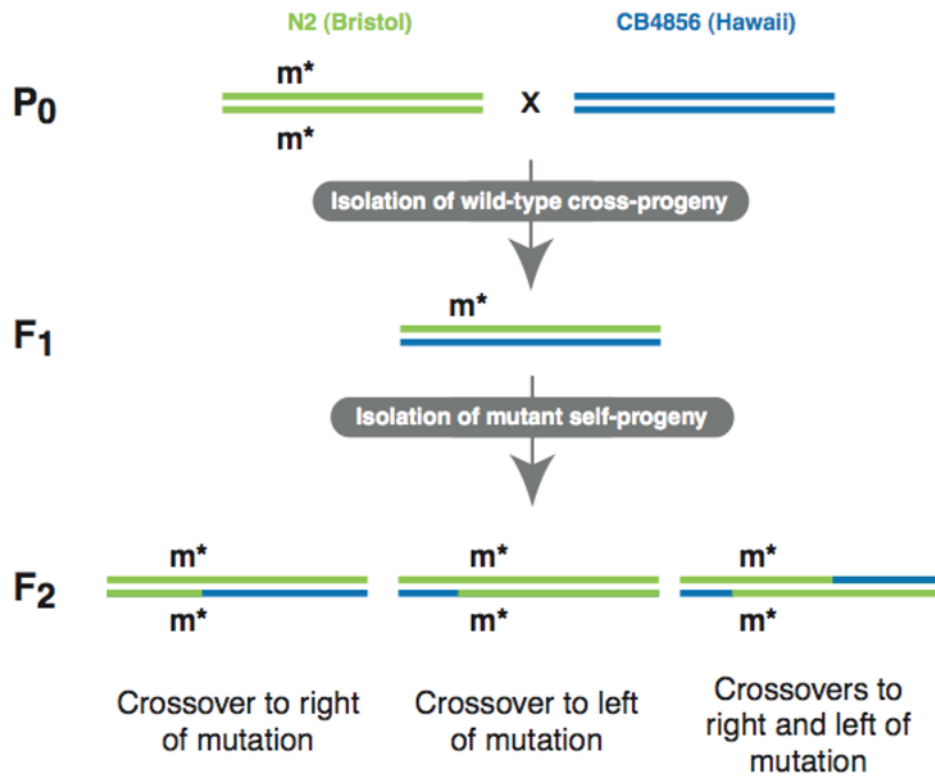 N2 (Bristol) CB4856 (Hawaii)
m*
P0 X
m*
Isolation of wild-type cross-progeny
m*
F1
Isolation of mutant self-progeny
m* m* m*
F2
m* m* m*
Crossover to right Crossover to left Crossovers to
of mutation of mutation right and left of
mutation